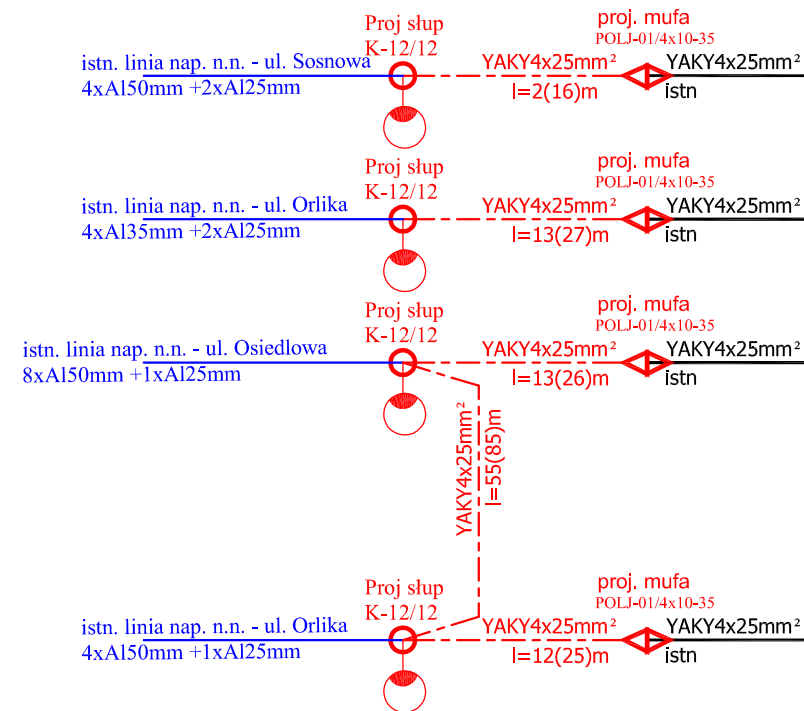 Proj słup
K-12/12
proj. mufa
POLJ-01/4x10-35
istn. linia nap. n.n. - ul. Sosnowa
4xAl50mm +2xAl25mm
YAKY4x25mm²
l=2(16)m
YAKY4x25mm²
istn
Proj słup
K-12/12
proj. mufa
POLJ-01/4x10-35
istn. linia nap. n.n. - ul. Orlika
4xAl35mm +2xAl25mm
YAKY4x25mm²
l=13(27)m
YAKY4x25mm²
istn
Proj słup
K-12/12
proj. mufa
POLJ-01/4x10-35
istn. linia nap. n.n. - ul. Osiedlowa
8xAl50mm +1xAl25mm
YAKY4x25mm²
l=13(26)m
YAKY4x25mm²
istn
YAKY4x25mm²
l=55(85)m
Proj słup
K-12/12
proj. mufa
POLJ-01/4x10-35
istn. linia nap. n.n. - ul. Orlika
4xAl50mm +1xAl25mm
YAKY4x25mm²
l=12(25)m
YAKY4x25mm²
istn